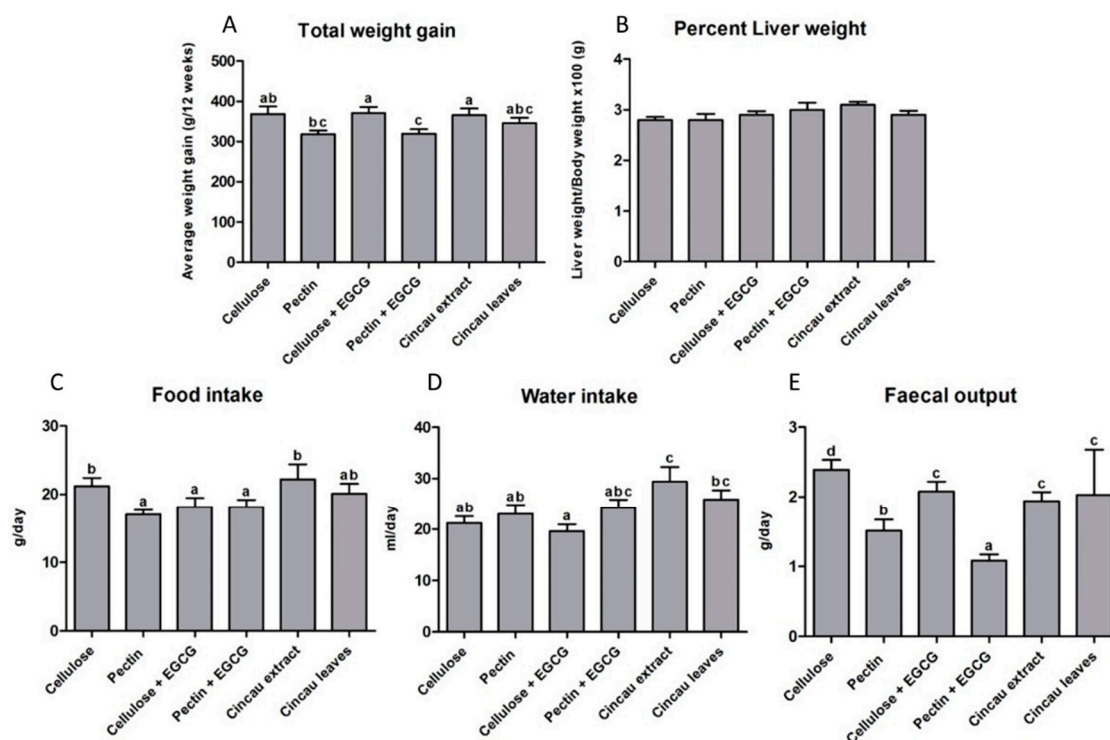 A
Total weight gain
Average weight gain (g/12 weeks)
500
400
300
200
100
0
ab
bc
a
c
a
abc
Cellulose
Pectin
Cellulose + EGCG
Pectin + EGCG
Cincau extract
Cincau leaves
B
Percent Liver weight
Liver weight/Body weight x100 (g)
4
3
2
1
0
Cellulose
Pectin
Cellulose + EGCG
Pectin + EGCG
Cincau extract
Cincau leaves
C
Food intake
g/day
30
20
10
0
b
a
a
a
b
ab
Cellulose
Pectin
Cellulose + EGCG
Pectin + EGCG
Cincau extract
Cincau leaves
D
Water intake
ml/day
40
30
20
10
0
ab
ab
a
abc
c
bc
Cellulose
Pectin
Cellulose + EGCG
Pectin + EGCG
Cincau extract
Cincau leaves
E
Faecal output
g/day
3
2
1
0
d
b
c
a
c
c
Cellulose
Pectin
Cellulose + EGCG
Pectin + EGCG
Cincau extract
Cincau leaves